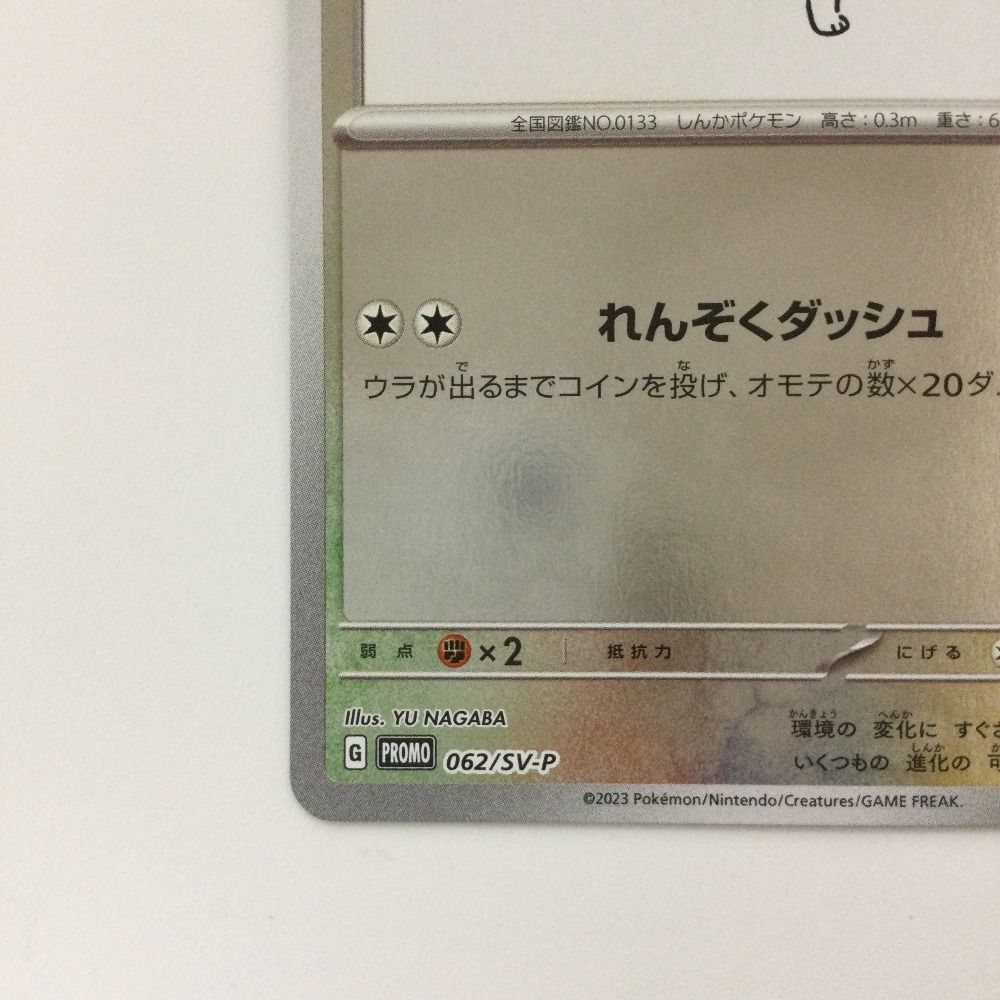 全国図鑑NO.0133 しんかポケモン 高さ：0.3m 重さ：6
れんぞくダッシュ
ウラが出るまでコインを投げ、オモテの数×20ダ
弱点 ×2 抵抗力 にげる
Illus. YU NAGABA
環境の 変化に すぐ
G PROMO 062/SV-P
いくつもの 進化の
©2023 Pokémon/Nintendo/Creatures/GAME FREAK.